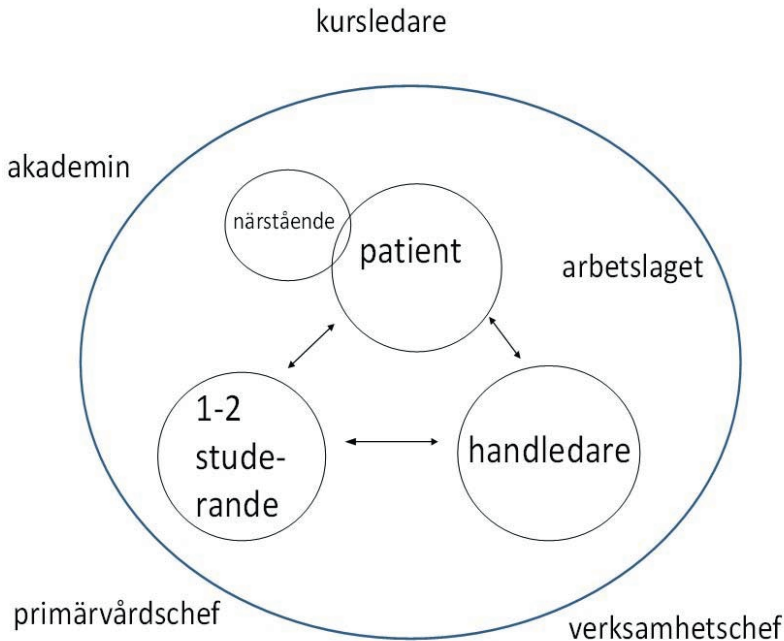 kursledare
akademin
närstående
patient
arbetslaget
1-2
stude-
rande
handledare
primärvårdschef
verksamhetschef